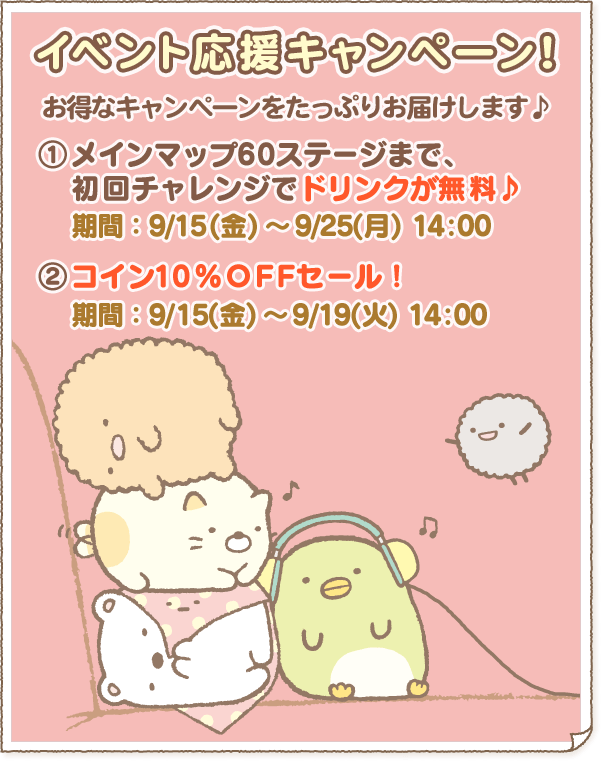 イベント応援キャンペーン!
お得なキャンペーンをたっぷりお届けします♪
①メインマップ60ステージまで、
初回チャレンジでドリンクが無料♪
期間：9/15(金)～9/25(月) 14:00
②コイン10％OFFセール！
期間：9/15(金)～9/19(火) 14:00